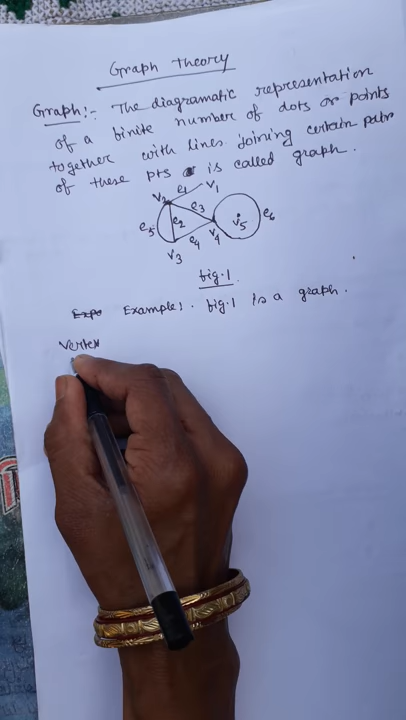 Graph Theory
Graph:- The diagramatic representation
of a finite number of dots or points
together with lines joining certain pairs
of these pts is called graph.
e1 v1
v2 e3
e5 e2 v5 e6
e4 v4
v3
fig.1
Example:. fig.1 is a graph.
Vertex